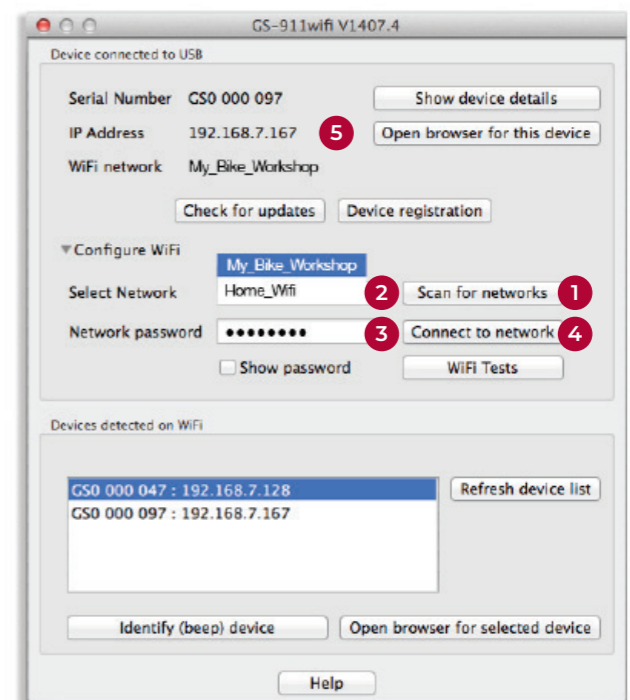 GS-911wifi V1407.4
Device connected to USB
Serial Number GS0 000 097 Show device details
IP Address 192.168.7.167 5 Open browser for this device
WiFi network My_Bike_Workshop
Check for updates Device registration
Configure WiFi
My_Bike_Workshop
Select Network Home_Wifi 2 Scan for networks 1
Network password ●●●●●●●● 3 Connect to network 4
Show password WiFi Tests
Devices detected on WiFi
GS0 000 047 : 192.168.7.128 Refresh device list
GS0 000 097 : 192.168.7.167
Identify (beep) device Open browser for selected device
Help